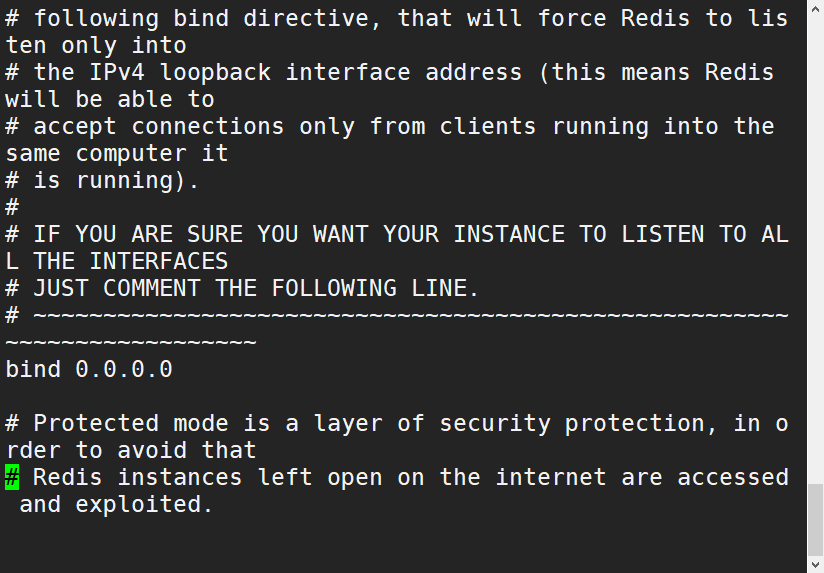 # following bind directive, that will force Redis to lis
ten only into
# the IPv4 loopback interface address (this means Redis
will be able to
# accept connections only from clients running into the
same computer it
# is running).
#
# IF YOU ARE SURE YOU WANT YOUR INSTANCE TO LISTEN TO AL
L THE INTERFACES
# JUST COMMENT THE FOLLOWING LINE.
# ~~~~~~~~~~~~~~~~~~~~~~~~~~~~~~~~~~~~~~~~~~~~~~~~~~~~~~
~~~~~~~~~~~~~~~~~~
bind 0.0.0.0

# Protected mode is a layer of security protection, in o
rder to avoid that
# Redis instances left open on the internet are accessed
 and exploited.